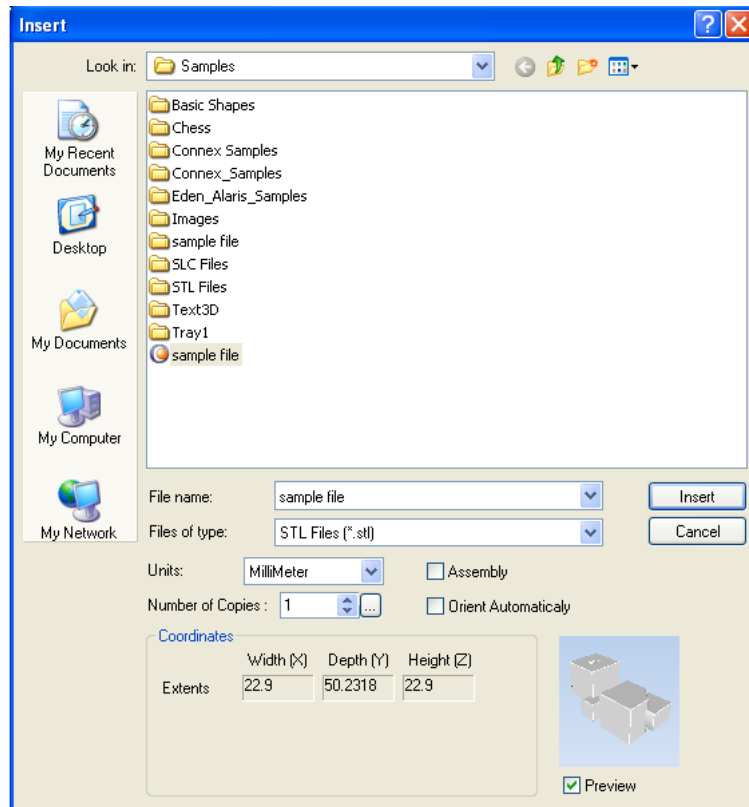 Insert
Look in: Samples
My Recent Documents
Desktop
My Documents
My Computer
My Network
Basic Shapes
Chess
Connex Samples
Connex_Samples
Eden_Alaris_Samples
Images
sample file
SLC Files
STL Files
Text3D
Tray1
sample file
File name: sample file Insert
Files of type: STL Files (*.stl) Cancel
Units: MilliMeter Assembly
Number of Copies : 1 ... Orient Automaticaly
Coordinates
Width (X) Depth (Y) Height (Z)
Extents 22.9 50.2318 22.9
Preview